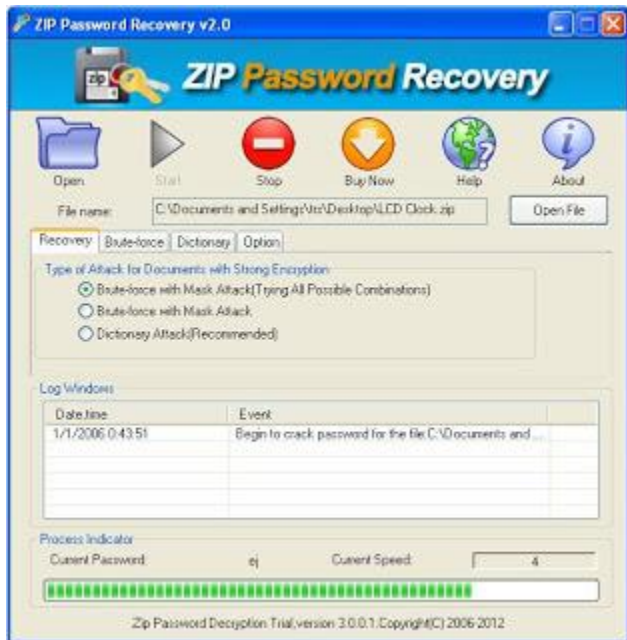 ZIP Password Recovery v2.0
zip
ZIP Password Recovery
Open
Start
Stop
Buy Now
Help
About
File name:
C:\Documents and Settings\trs\Desktop\LCD Clock.zip
Open File
Recovery
Brute-force
Dictionary
Option
Type of Attack for Documents with Strong Encryption
Brute-force with Mask Attack(Trying All Possible Combinations)
Brute-force with Mask Attack
Dictionary Attack(Recommended)
Log Windows
Date,time
Event
1/1/2006 0:43:51
Begin to crack password for the file:C:\Documents and ...
Process Indicator
Current Password:
ej
Current Speed:
4
Zip Password Decryption Trial,version 3.0.0.1.Copyright(C) 2006-2012